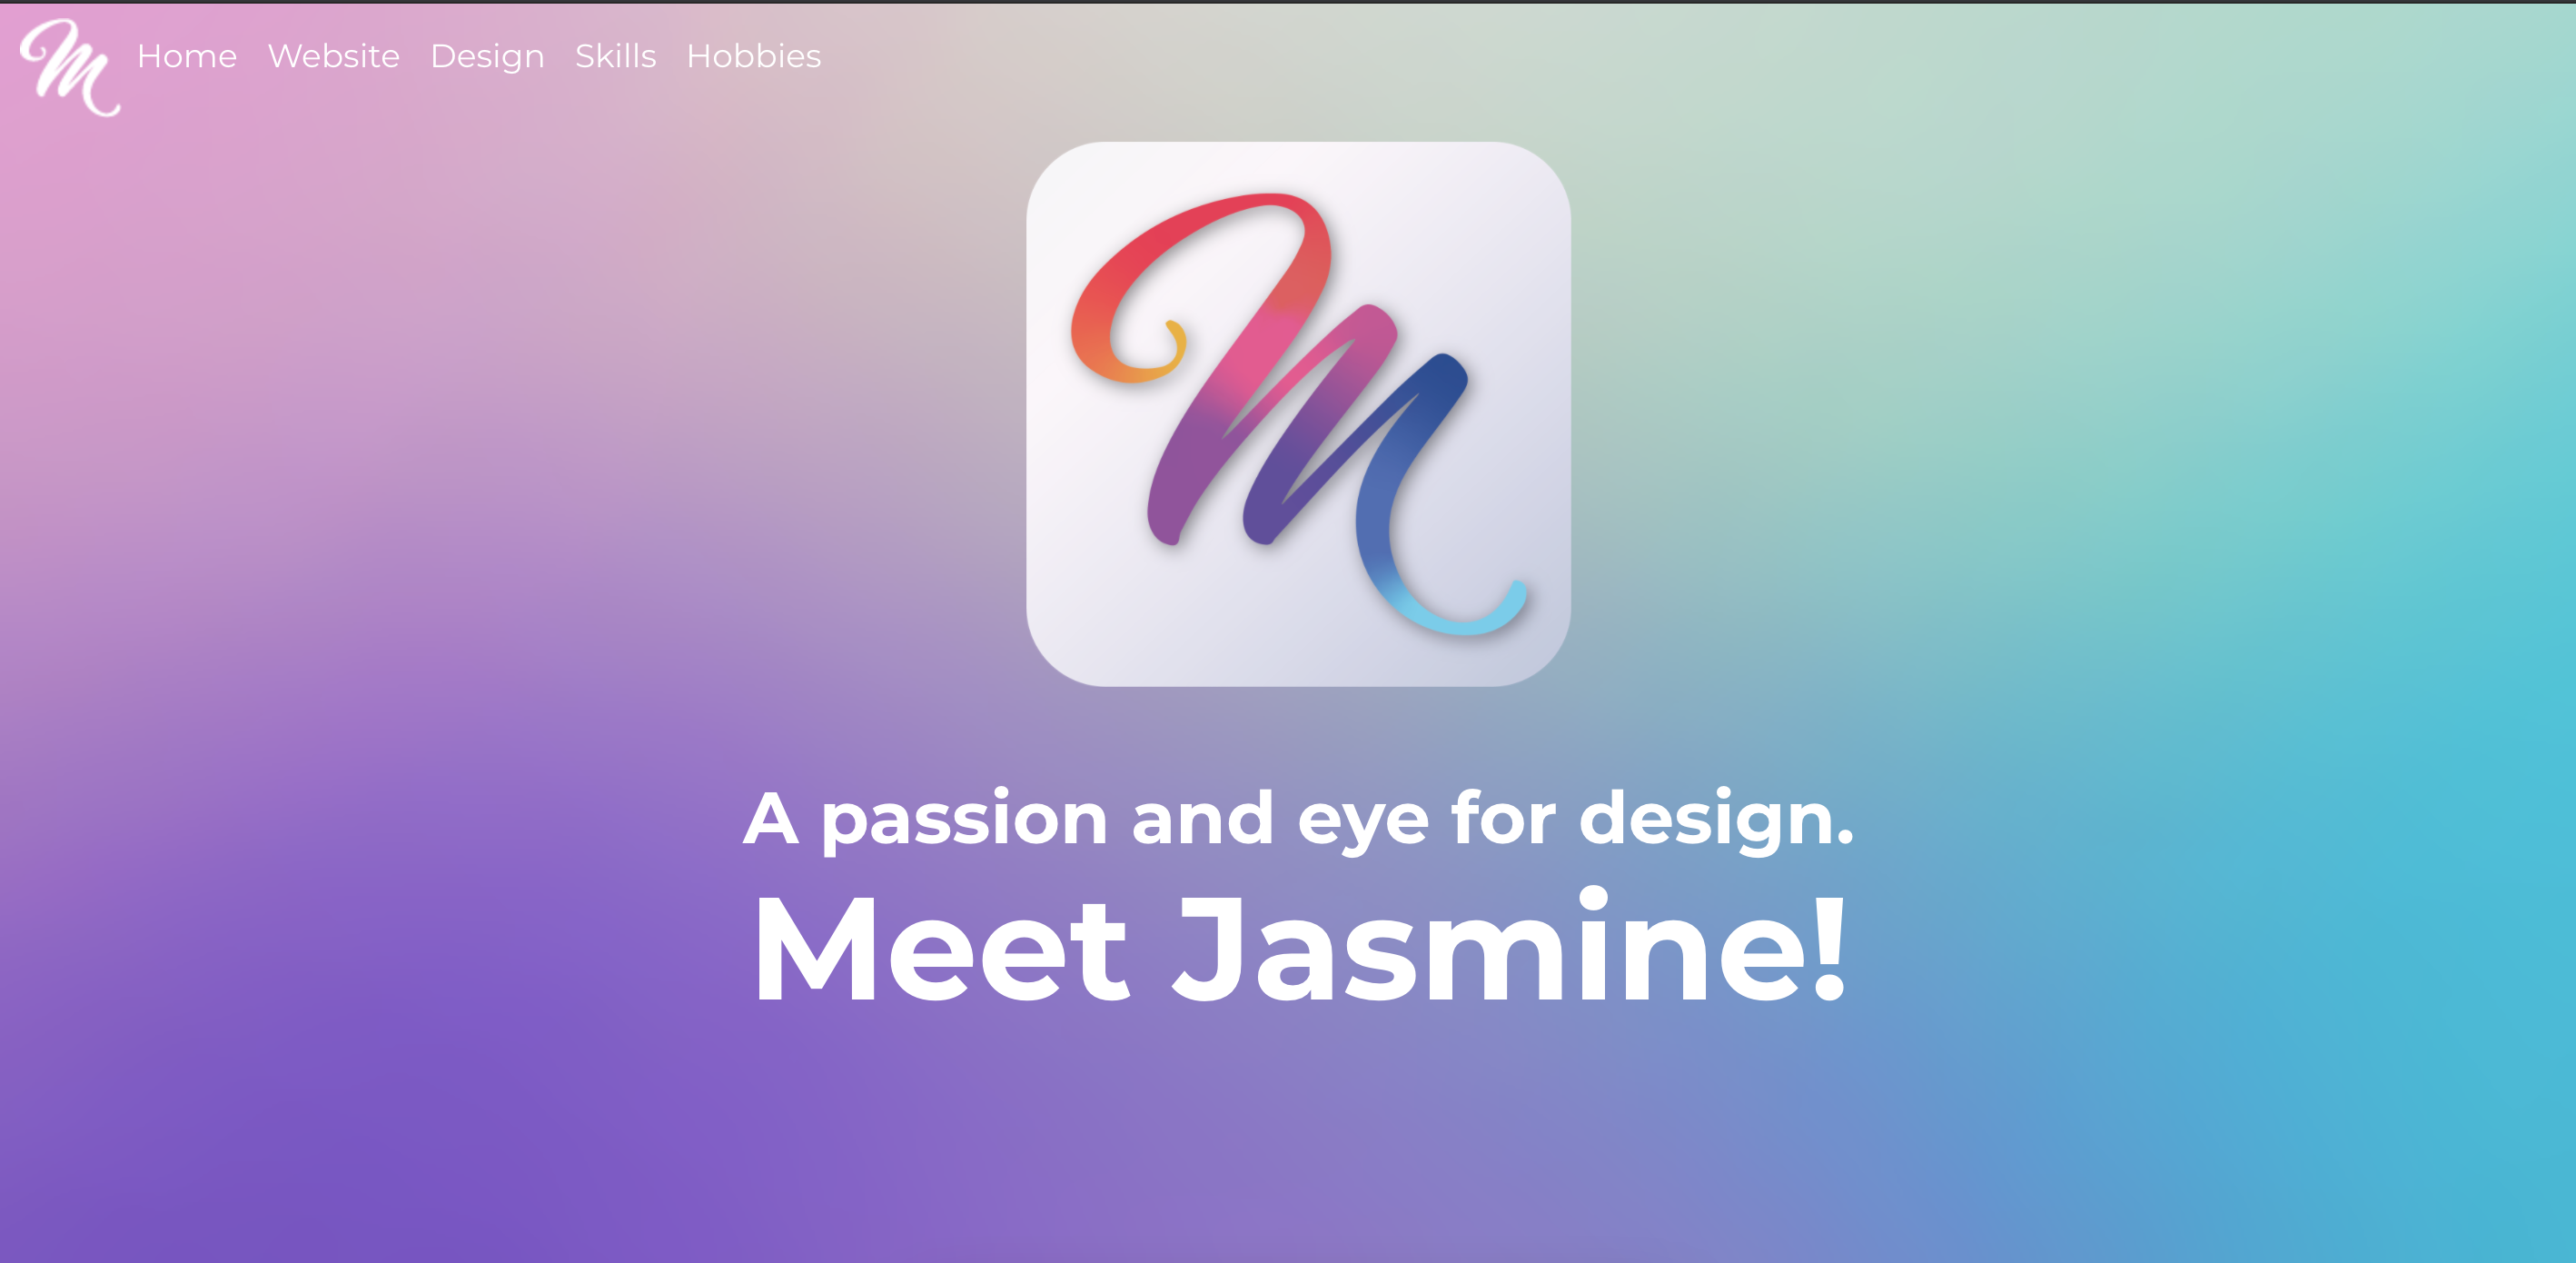 M
Home Website Design Skills Hobbies
M
A passion and eye for design.
Meet Jasmine!